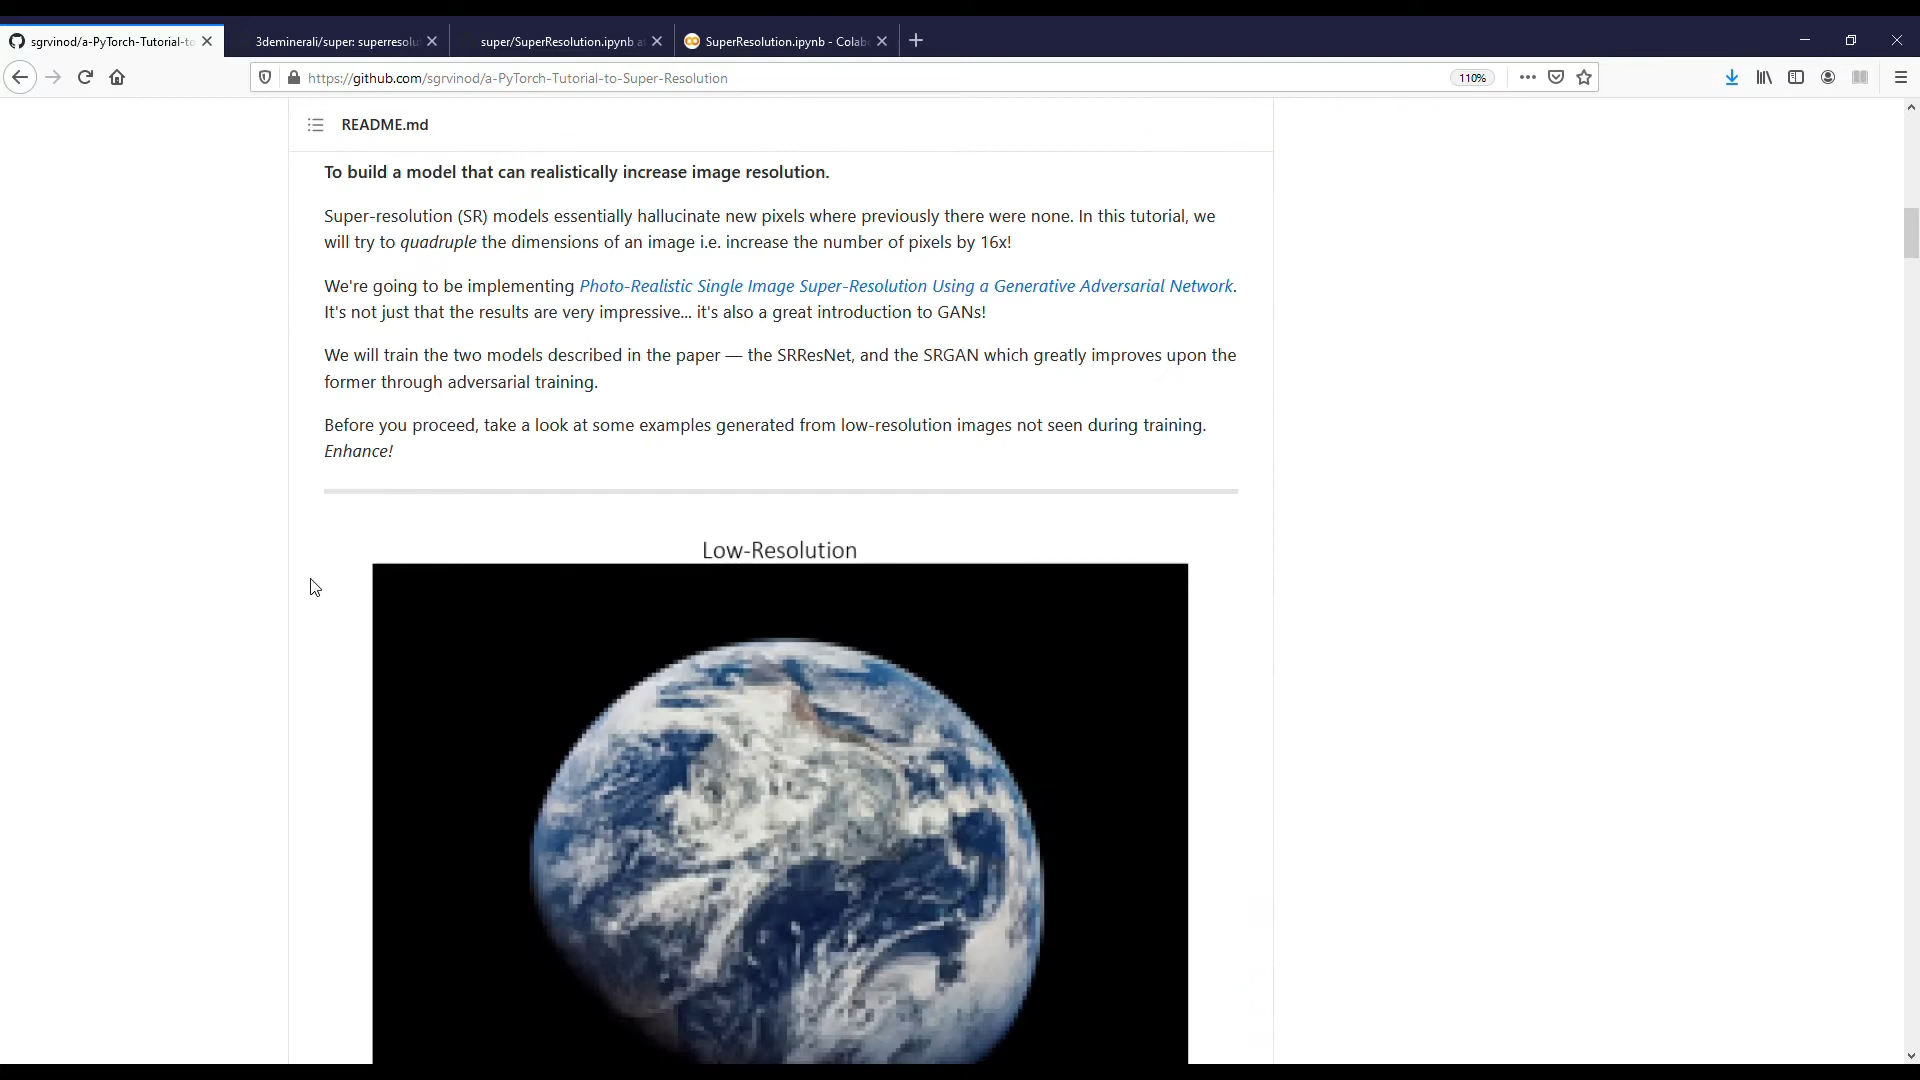 sgrvinod/a-PyTorch-Tutorial-to
3deminerali/super: superresolu
super/SuperResolution.ipynb a
SuperResolution.ipynb - Colab
https://github.com/sgrvinod/a-PyTorch-Tutorial-to-Super-Resolution
110%
README.md
To build a model that can realistically increase image resolution.
Super-resolution (SR) models essentially hallucinate new pixels where previously there were none. In this tutorial, we
will try to quadruple the dimensions of an image i.e. increase the number of pixels by 16x!
We're going to be implementing Photo-Realistic Single Image Super-Resolution Using a Generative Adversarial Network.
It's not just that the results are very impressive... it's also a great introduction to GANs!
We will train the two models described in the paper — the SRResNet, and the SRGAN which greatly improves upon the
former through adversarial training.
Before you proceed, take a look at some examples generated from low-resolution images not seen during training.
Enhance!
Low-Resolution